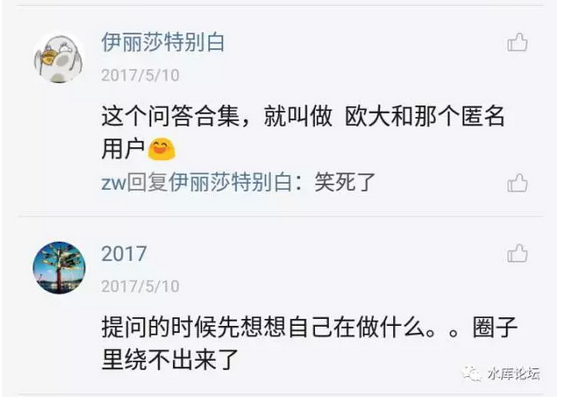 伊丽莎特别白
2017/5/10
这个问答合集，就叫做 欧大和那个匿名
用户😄
zw回复伊丽莎特别白：笑死了
2017
2017/5/10
提问的时候先想想自己在做什么。。圈子
里绕不出来了
水库论坛